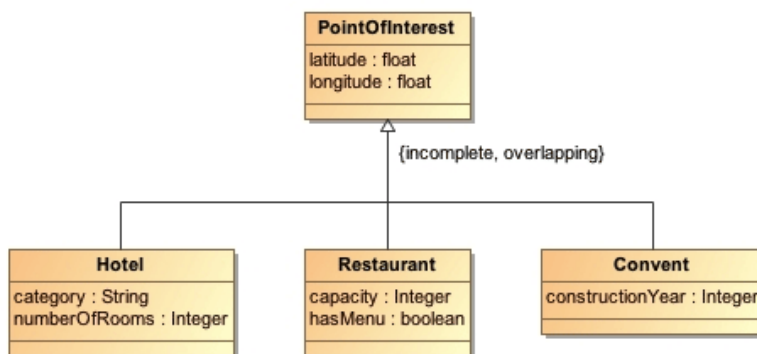 PointOfInterest
latitude : float
longitude : float
{incomplete, overlapping}
Hotel
category : String
numberOfRooms : Integer
Restaurant
capacity : Integer
hasMenu : boolean
Convent
constructionYear : Integer